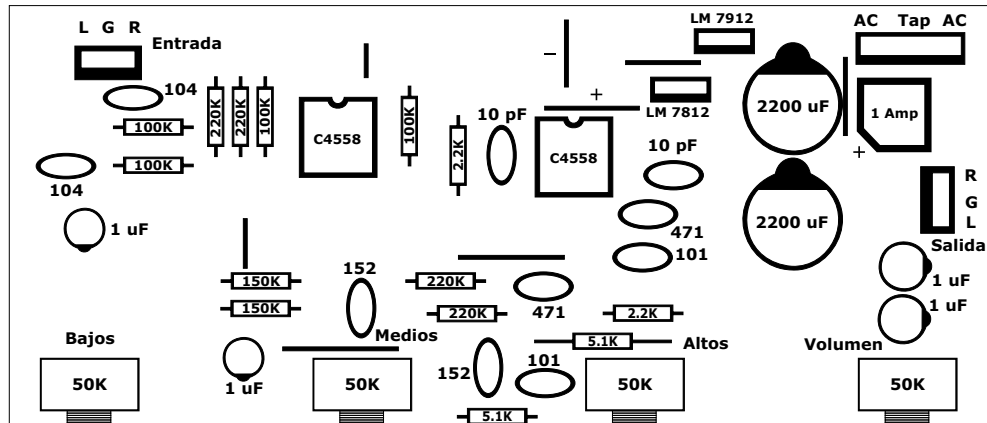 L G R
Entrada
LM 7912
AC Tap AC
104
220K
220K
100K
100K
C4558
100K
10 pF
2.2K
−
+
LM 7812
C4558
2200 uF
1 Amp
+
100K
104
10 pF
R
G
L
Salida
1 uF
471
101
2200 uF
150K
150K
152
220K
220K
471
2.2K
1 uF
1 uF
Bajos
Medios
5.1K
Altos
Volumen
50K
1 uF
50K
152
101
5.1K
50K
50K